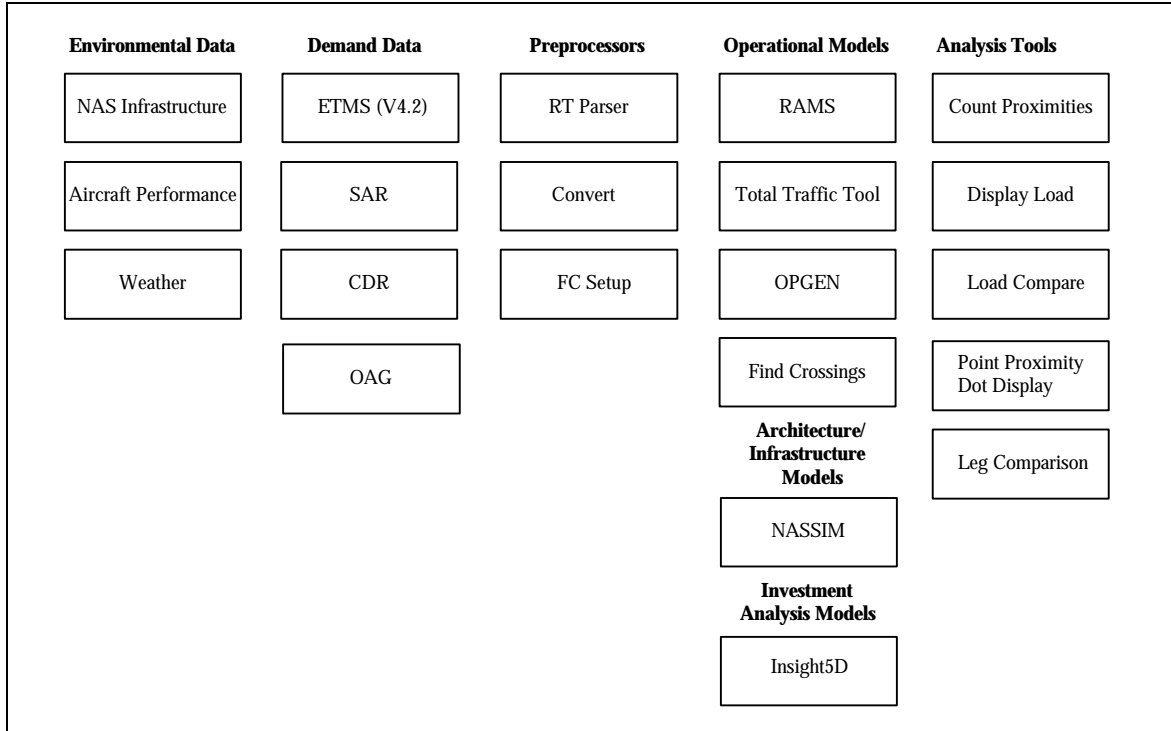 Environmental Data
NAS Infrastructure
Aircraft Performance
Weather
Demand Data
ETMS (V4.2)
SAR
CDR
OAG
Preprocessors
RT Parser
Convert
FC Setup
Operational Models
RAMS
Total Traffic Tool
OPGEN
Find Crossings
Architecture/
Infrastructure
Models
NASSIM
Investment
Analysis Models
Insight5D
Analysis Tools
Count Proximities
Display Load
Load Compare
Point Proximity
Dot Display
Leg Comparison